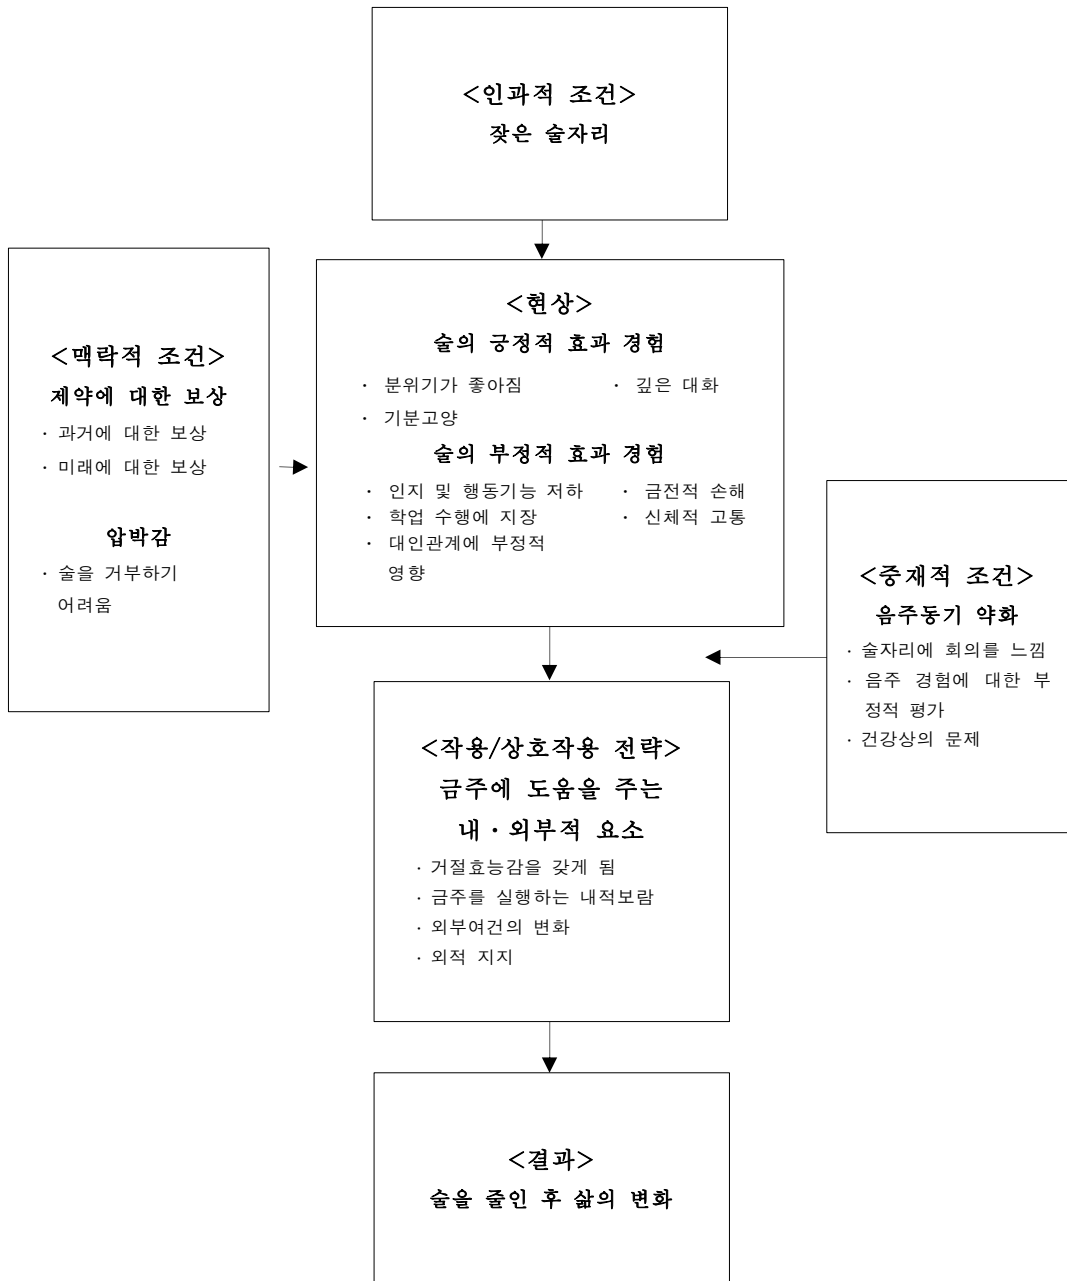 <인과적 조건>
잦은 술자리
<맥락적 조건>
제약에 대한 보상
· 과거에 대한 보상
· 미래에 대한 보상
압박감
· 술을 거부하기
어려움
<현상>
술의 긍정적 효과 경험
· 분위기가 좋아짐 · 깊은 대화
· 기분고양
술의 부정적 효과 경험
· 인지 및 행동기능 저하 · 금전적 손해
· 학업 수행에 지장 · 신체적 고통
· 대인관계에 부정적
영향
<중재적 조건>
음주동기 약화
· 술자리에 회의를 느낌
· 음주 경험에 대한 부
정적 평가
· 건강상의 문제
<작용/상호작용 전략>
금주에 도움을 주는
내·외부적 요소
· 거절효능감을 갖게 됨
· 금주를 실행하는 내적보람
· 외부여건의 변화
· 외적 지지
<결과>
술을 줄인 후 삶의 변화